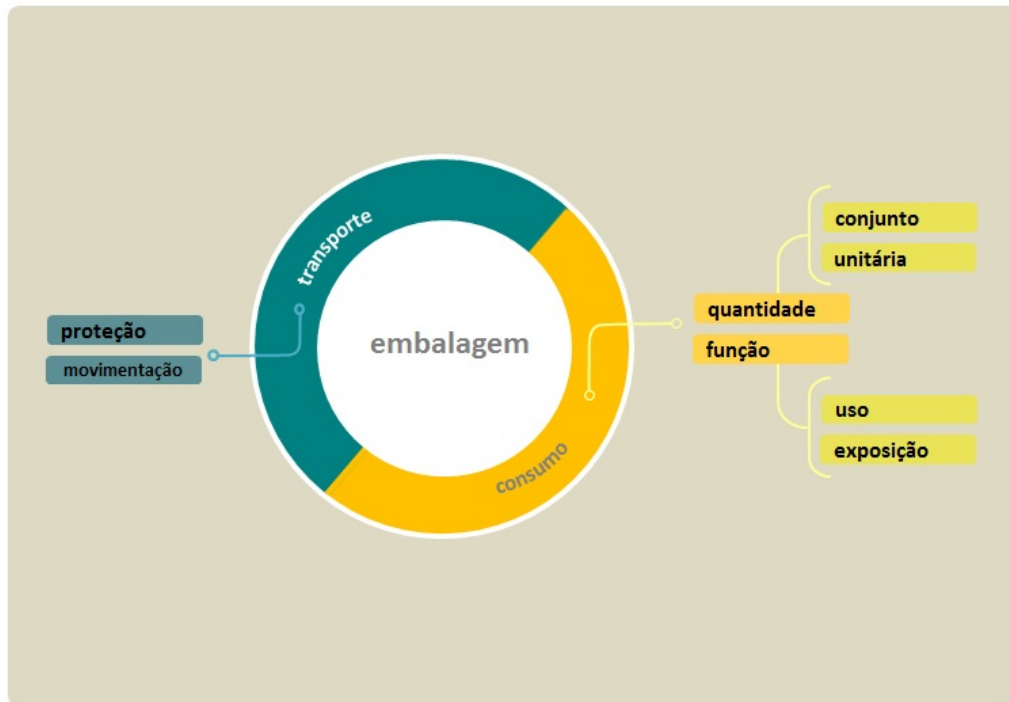 transporte
proteção
movimentação
embalagem
consumo
quantidade
função
conjunto
unitária
uso
exposição